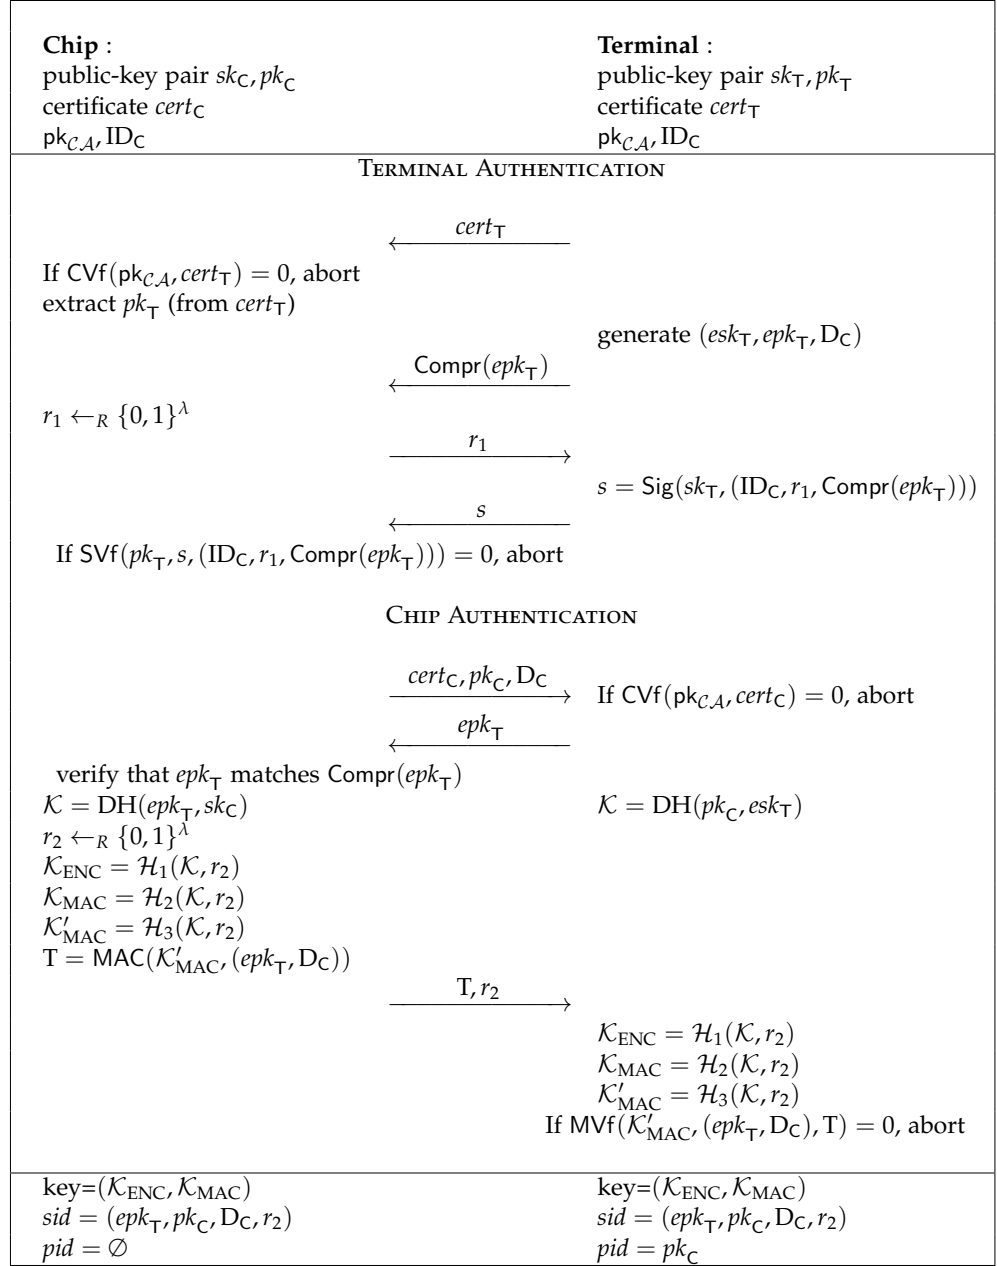 Chip : Terminal :
public-key pair sk_C, pk_C public-key pair sk_T, pk_T
certificate cert_C certificate cert_T
pk_𝒞𝒜, ID_C pk_𝒞𝒜, ID_C
TERMINAL AUTHENTICATION
cert_T
←
If CVf(pk_𝒞𝒜, cert_T) = 0, abort
extract pk_T (from cert_T)
generate (esk_T, epk_T, D_C)
Compr(epk_T)
←
r_1 ←_R {0, 1}^λ
r_1
→
s = Sig(sk_T, (ID_C, r_1, Compr(epk_T)))
s
←
If SVf(pk_T, s, (ID_C, r_1, Compr(epk_T))) = 0, abort
CHIP AUTHENTICATION
cert_C, pk_C, D_C
→ If CVf(pk_𝒞𝒜, cert_C) = 0, abort
epk_T
←
verify that epk_T matches Compr(epk_T)
𝒦 = DH(epk_T, sk_C) 𝒦 = DH(pk_C, esk_T)
r_2 ←_R {0, 1}^λ
𝒦_ENC = ℋ_1(𝒦, r_2)
𝒦_MAC = ℋ_2(𝒦, r_2)
𝒦′_MAC = ℋ_3(𝒦, r_2)
T = MAC(𝒦′_MAC, (epk_T, D_C))
T, r_2
→
𝒦_ENC = ℋ_1(𝒦, r_2)
𝒦_MAC = ℋ_2(𝒦, r_2)
𝒦′_MAC = ℋ_3(𝒦, r_2)
If MVf(𝒦′_MAC, (epk_T, D_C), T) = 0, abort
key=(𝒦_ENC, 𝒦_MAC) key=(𝒦_ENC, 𝒦_MAC)
sid = (epk_T, pk_C, D_C, r_2) sid = (epk_T, pk_C, D_C, r_2)
pid = ∅ pid = pk_C